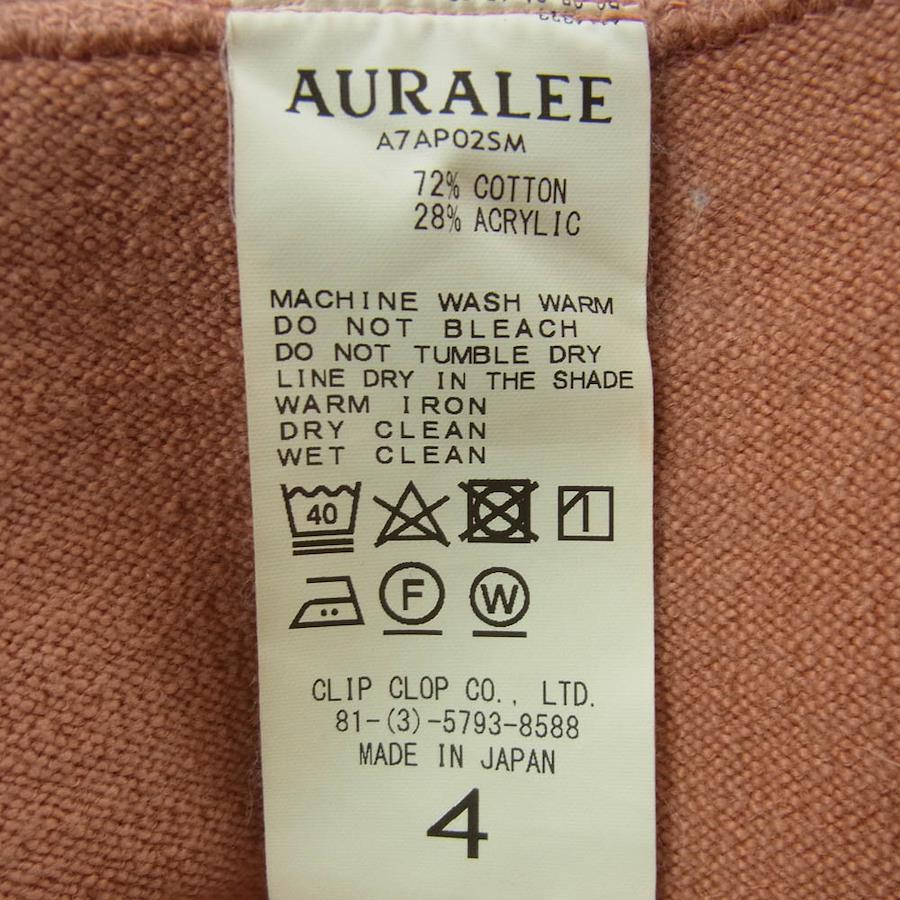 AURALEE
A7AP02SM
72% COTTON
28% ACRYLIC
MACHINE WASH WARM
DO NOT BLEACH
DO NOT TUMBLE DRY
LINE DRY IN THE SHADE
WARM IRON
DRY CLEAN
WET CLEAN
40
F W
CLIP CLOP CO., LTD.
81-(3)-5793-8588
MADE IN JAPAN
4